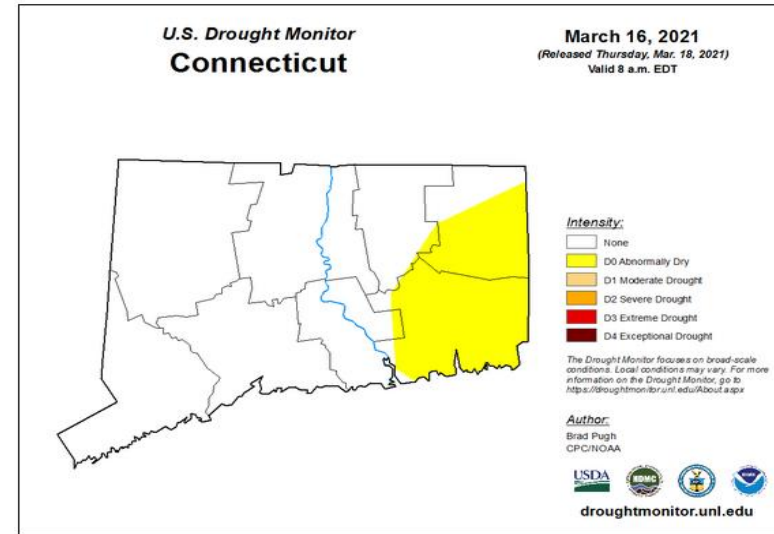 U.S. Drought Monitor
Connecticut
March 16, 2021
(Released Thursday, Mar. 18, 2021)
Valid 8 a.m. EDT
Intensity:
None
D0 Abnormally Dry
D1 Moderate Drought
D2 Severe Drought
D3 Extreme Drought
D4 Exceptional Drought
The Drought Monitor focuses on broad-scale
conditions. Local conditions may vary. For more
information on the Drought Monitor, go to
https://droughtmonitor.unl.edu/About.aspx
Author:
Brad Pugh
CPC/NOAA
USDA
NDMC
droughtmonitor.unl.edu